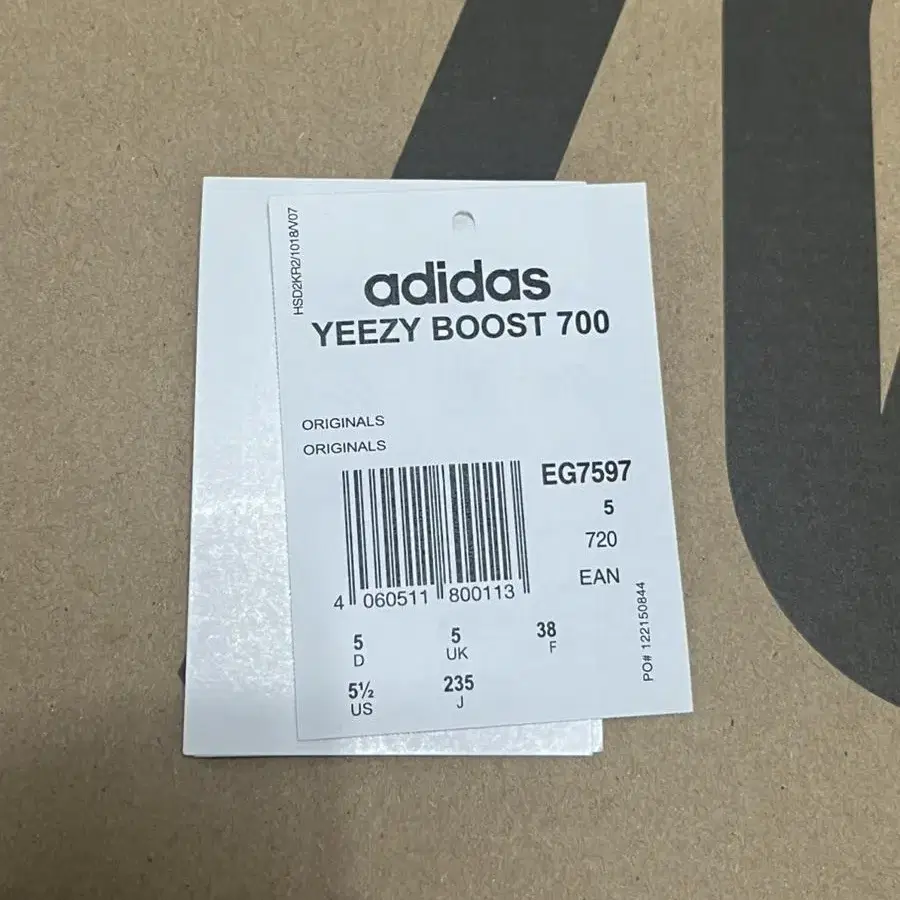 HSD2KR2/1018/V07
adidas
YEEZY BOOST 700
ORIGINALS
ORIGINALS
EG7597
5
720
EAN
4 060511 800113
5 5 38
D UK F
5½ 235
US J
PO# 122150844